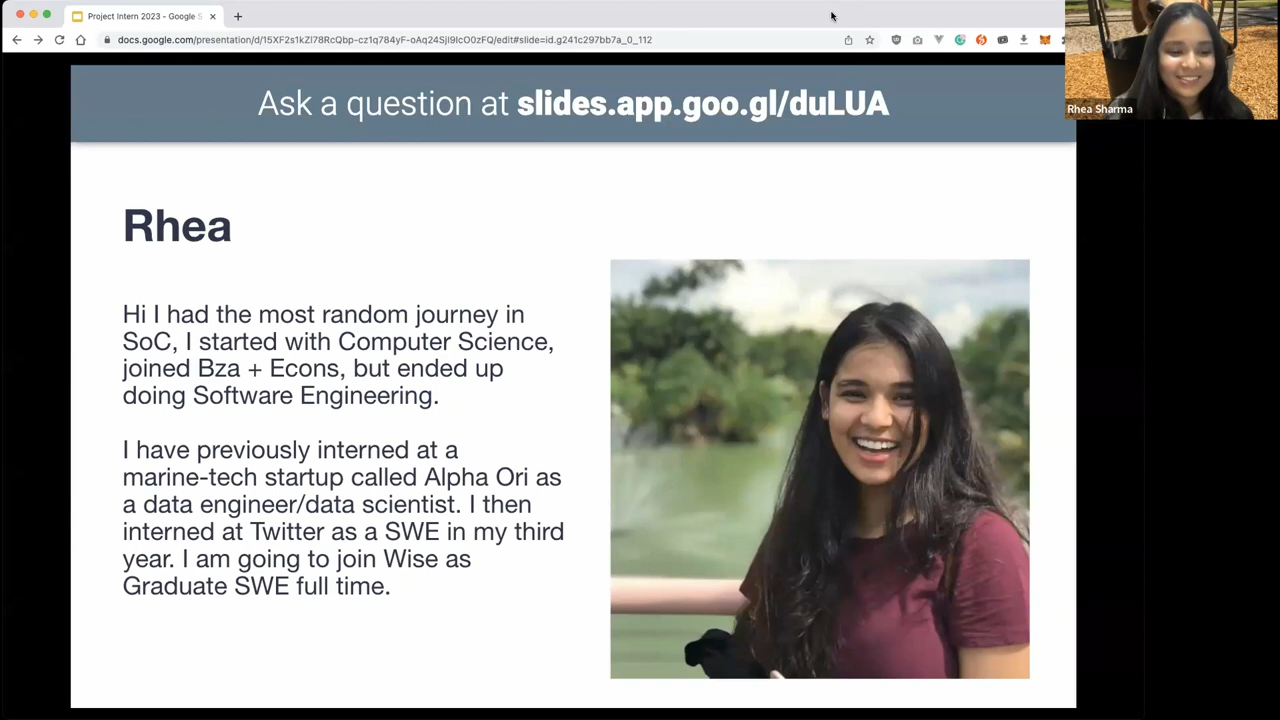 Project Intern 2023 - Google S
docs.google.com/presentation/d/15XF2s1kZl78RcQbp-cz1q784yF-oAq24Sjl9IcO0zFQ/edit#slide=id.g241c297bb7a_0_112
Ask a question at slides.app.goo.gl/duLUA
Rhea Sharma
Rhea
Hi I had the most random journey in
SoC, I started with Computer Science,
joined Bza + Econs, but ended up
doing Software Engineering.
I have previously interned at a
marine-tech startup called Alpha Ori as
a data engineer/data scientist. I then
interned at Twitter as a SWE in my third
year. I am going to join Wise as
Graduate SWE full time.